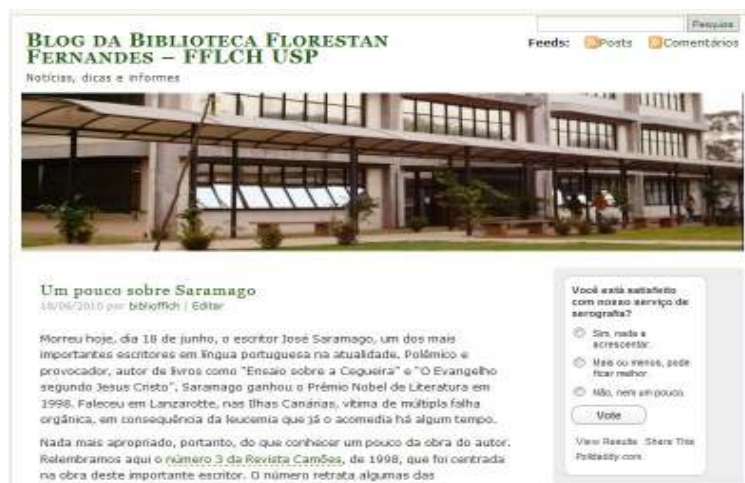 Pesquisa
BLOG DA BIBLIOTECA FLORESTAN
FERNANDES – FFLCH USP
Feeds: Posts Comentários
Notícias, dicas e informes
Um pouco sobre Saramago
18/06/2010 por biblioffflch | Editar
Morreu hoje, dia 18 de junho, o escritor José Saramago, um dos mais
importantes escritores em língua portuguesa na atualidade. Polêmico e
provocador, autor de livros como "Ensaio sobre a Cegueira" e "O Evangelho
segundo Jesus Cristo", Saramago ganhou o Prêmio Nobel de Literatura em
1998. Faleceu em Lanzarotte, nas Ilhas Canárias, vítima de múltipla falha
orgânica, em consequência da leucemia que já o acomedia há algum tempo.
Nada mais apropriado, portanto, do que conhecer um pouco da obra do autor.
Relembramos aqui o número 3 da Revista Camões, de 1998, que foi centrada
na obra deste importante escritor. O número retrata algumas das
Você está satisfeito
com nosso serviço de
xerografia?
Sim, nada a
acrescentar.
Mais ou menos, pode
ficar melhor.
Não, nem um pouco.
Vote
View Results Share This
Polldaddy.com